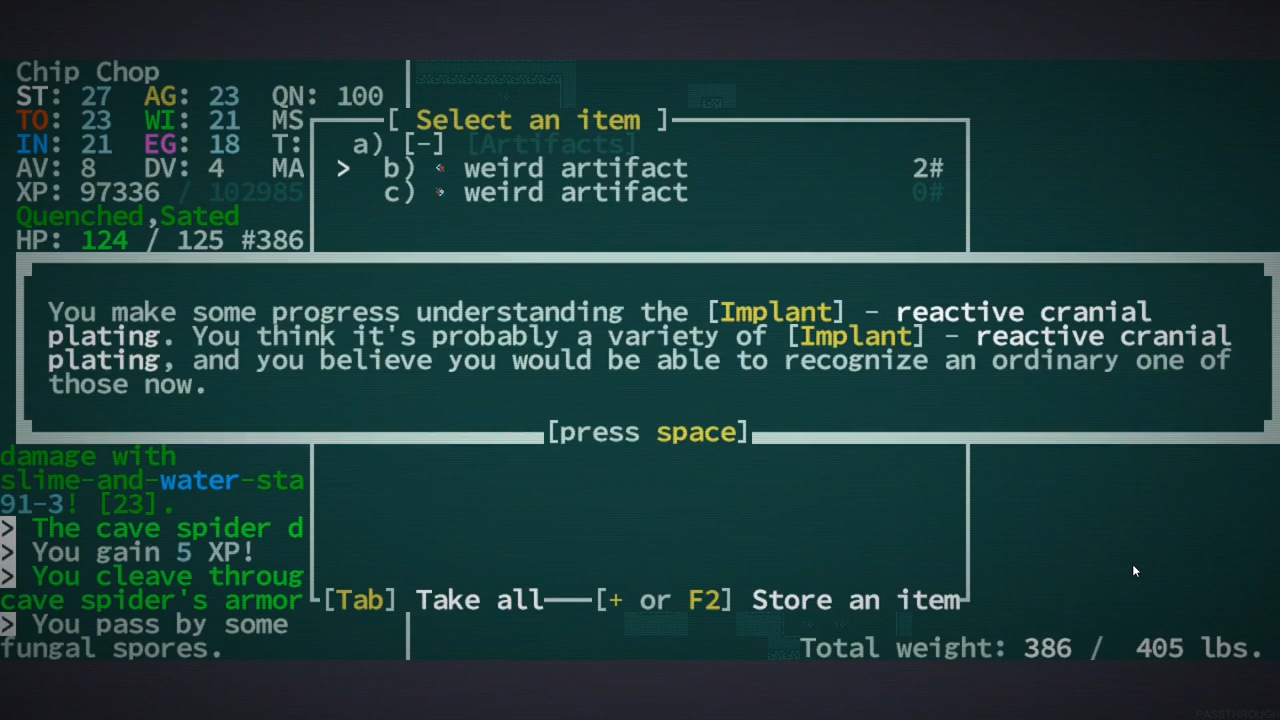 Chip Chop
ST: 27 AG: 23 QN: 100
TO: 23 WI: 21 MS
IN: 21 EG: 18 T:
AV: 8 DV: 4 MA
XP: 97336 / 102985
Quenched,Sated
HP: 124 / 125 #386
[ Select an item ]
a) [-] [Artifacts]
> b) weird artifact 2#
c) weird artifact 0#
You make some progress understanding the [Implant] - reactive cranial
plating. You think it's probably a variety of [Implant] - reactive cranial
plating, and you believe you would be able to recognize an ordinary one of
those now.
[press space]
damage with
slime-and-water-sta
91-3! [23].
> The cave spider d
> You gain 5 XP!
> You cleave throug
cave spider's armor
> You pass by some
fungal spores.
[Tab] Take all [+ or F2] Store an item
Total weight: 386 / 405 lbs.
PASSTHROUGH